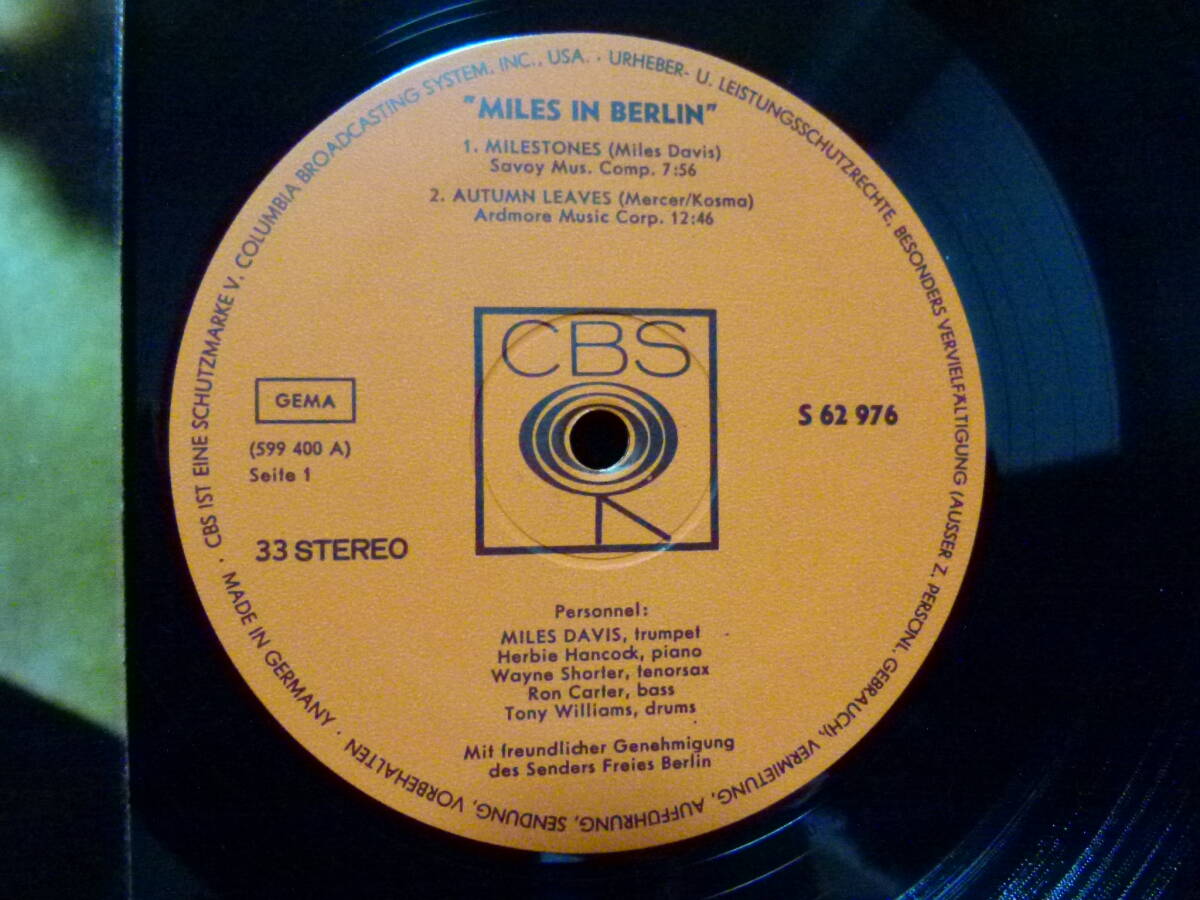 "MILES IN BERLIN"
1. MILESTONES (Miles Davis)
Savoy Mus. Comp. 7:56
2. AUTUMN LEAVES (Mercer/Kosma)
Ardmore Music Corp. 12:46
CBS
GEMA
(599 400 A)
Seite 1
S 62 976
33 STEREO
Personnel:
MILES DAVIS, trumpet
Herbie Hancock, piano
Wayne Shorter, tenorsax
Ron Carter, bass
Tony Williams, drums
Mit freundlicher Genehmigung
des Senders Freies Berlin
· CBS IST EINE SCHUTZMARKE V. COLUMBIA BROADCASTING SYSTEM, INC., USA. · URHEBER- U. LEISTUNGSSCHUTZRECHTE, BESONDERS VERVIELFÄLTIGUNG (AUSSER Z. PERSONL. GEBRAUCH), VERMIETUNG, AUFFÜHRUNG, SENDUNG, VORBEHALTEN · MADE IN GERMANY